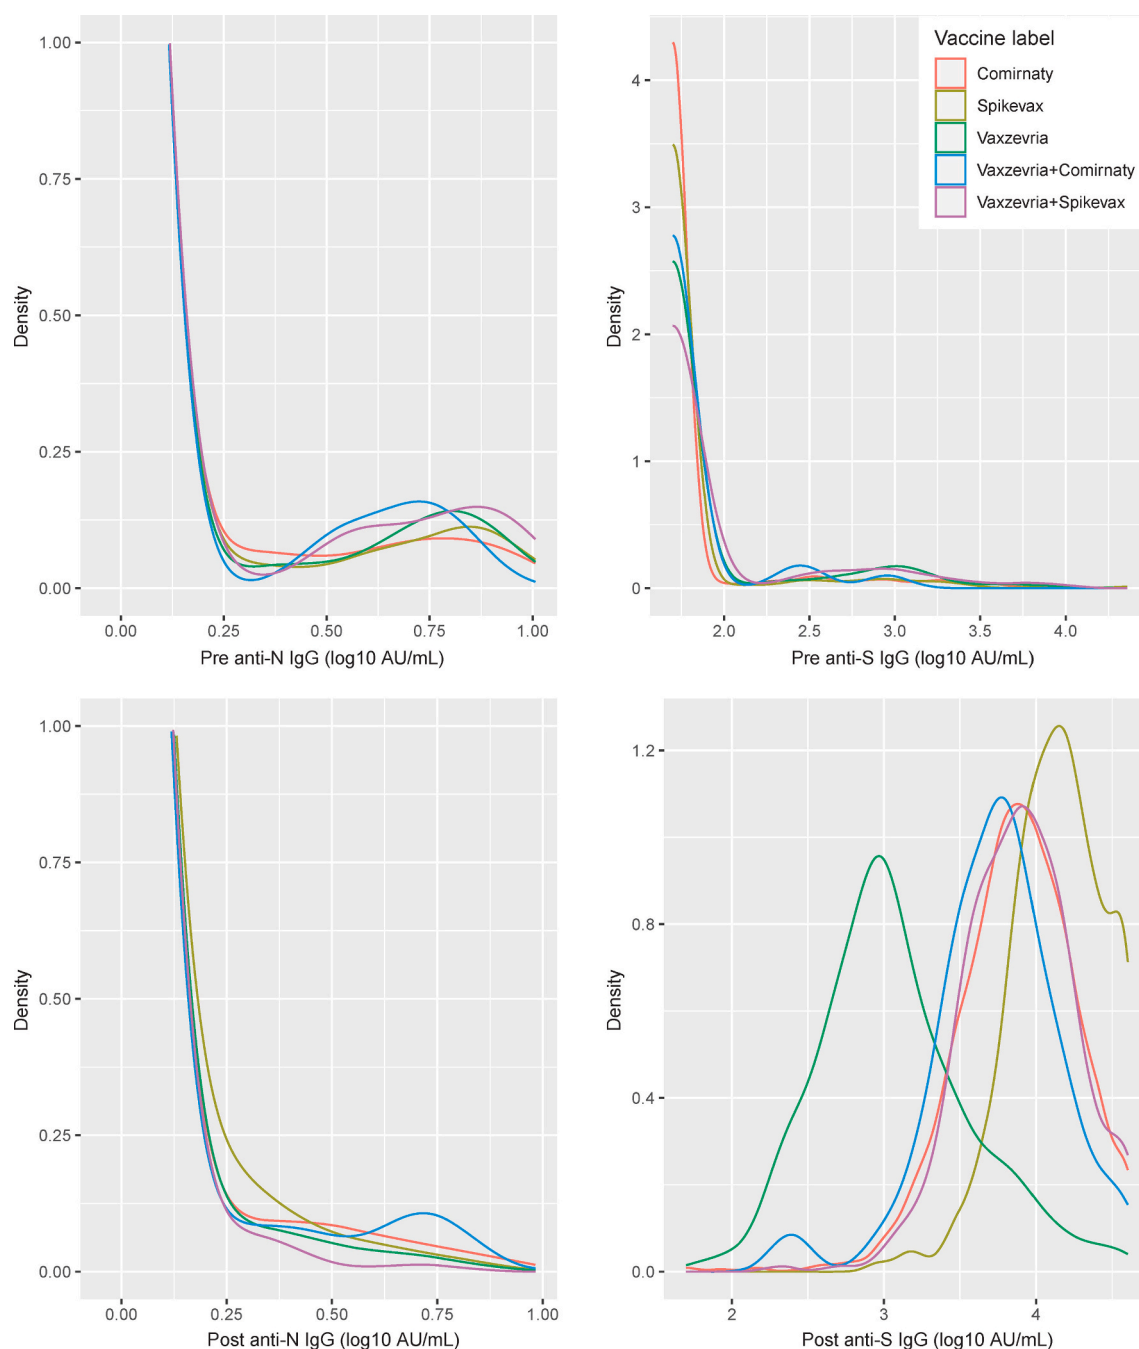 1.00
0.75
0.50
0.25
0.00
Density
0.00 0.25 0.50 0.75 1.00
Pre anti-N IgG (log10 AU/mL)
4
3
2
1
0
Density
2.0 2.5 3.0 3.5 4.0
Pre anti-S IgG (log10 AU/mL)
Vaccine label
Comirnaty
Spikevax
Vaxzevria
Vaxzevria+Comirnaty
Vaxzevria+Spikevax
1.00
0.75
0.50
0.25
0.00
Density
0.00 0.25 0.50 0.75 1.00
Post anti-N IgG (log10 AU/mL)
1.2
0.8
0.4
0.0
Density
2 3 4
Post anti-S IgG (log10 AU/mL)